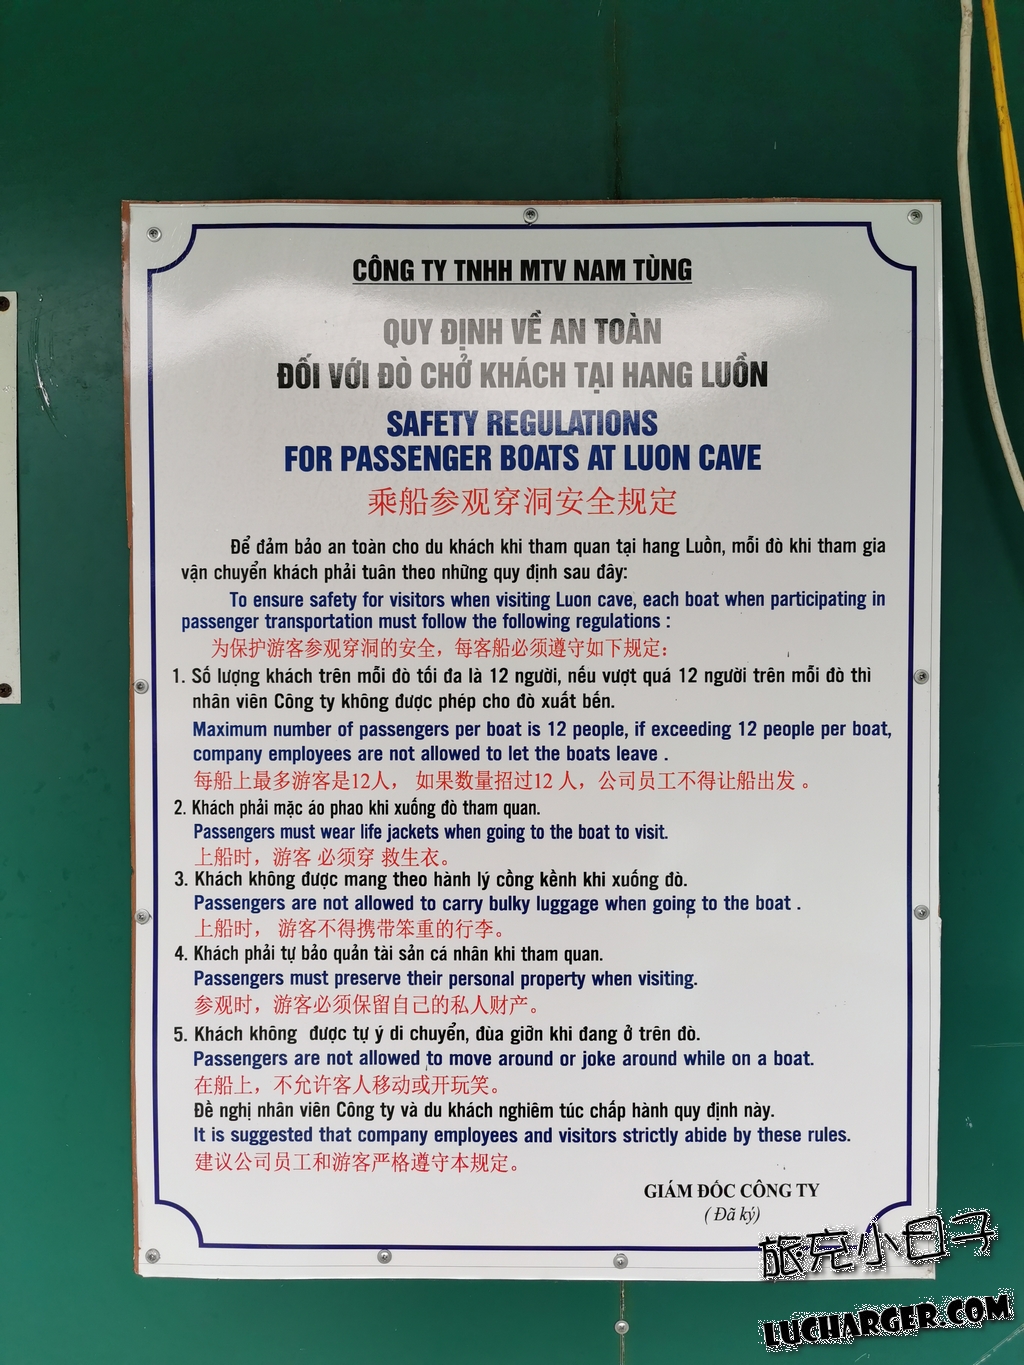 CÔNG TY TNHH MTV NAM TÙNG
QUY ĐỊNH VỀ AN TOÀN
ĐỐI VỚI ĐÒ CHỞ KHÁCH TẠI HANG LUỒN
SAFETY REGULATIONS
FOR PASSENGER BOATS AT LUON CAVE
乘船参观穿洞安全规定
Để đảm bảo an toàn cho du khách khi tham quan tại hang Luồn, mỗi đò khi tham gia
vận chuyển khách phải tuân theo những quy định sau đây:
To ensure safety for visitors when visiting Luon cave, each boat when participating in
passenger transportation must follow the following regulations :
为保护游客参观穿洞的安全，每客船必须遵守如下规定：
1. Số lượng khách trên mỗi đò tối đa là 12 người, nếu vượt quá 12 người trên mỗi đò thì
nhân viên Công ty không được phép cho đò xuất bến.
Maximum number of passengers per boat is 12 people, if exceeding 12 people per boat,
company employees are not allowed to let the boats leave .
每船上最多游客是12人， 如果数量招过12 人，公司员工不得让船出发 。
2. Khách phải mặc áo phao khi xuống đò tham quan.
Passengers must wear life jackets when going to the boat to visit.
上船时，游客 必须穿 救生衣。
3. Khách không được mang theo hành lý cồng kềnh khi xuống đò.
Passengers are not allowed to carry bulky luggage when going to the boat .
上船时， 游客不得携带笨重的行李。
4. Khách phải tự bảo quản tài sản cá nhân khi tham quan.
Passengers must preserve their personal property when visiting.
参观时，游客必须保留自己的私人财产。
5. Khách không được tự ý di chuyển, đùa giỡn khi đang ở trên đò.
Passengers are not allowed to move around or joke around while on a boat.
在船上，不允许客人移动或开玩笑。
Đề nghị nhân viên Công ty và du khách nghiêm túc chấp hành quy định này.
It is suggested that company employees and visitors strictly abide by these rules.
建议公司员工和游客严格遵守本规定。
GIÁM ĐỐC CÔNG TY
( Đã ký)
旅充小日子
LUCHARGER.COM